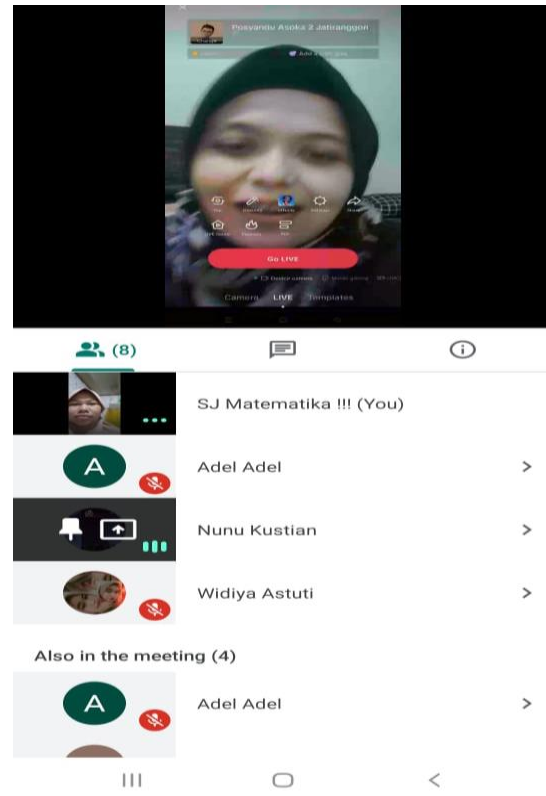 Posyandu Asoka 2 Jatiranggon
Go LIVE
Camera LIVE Templates
(8)
SJ Matematika !!! (You)
A
Adel Adel
Nunu Kustian
Widiya Astuti
Also in the meeting (4)
A
Adel Adel